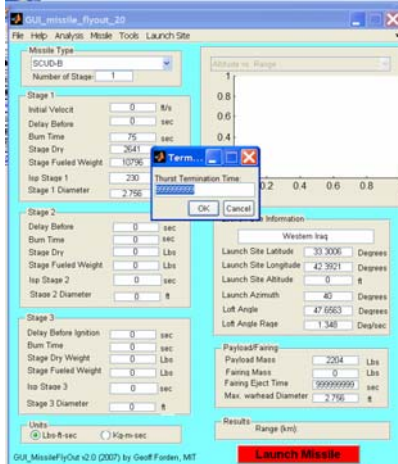 GUI_missile_flyout_20
File Help Analysis Missile Tools Launch Site
Missile Type
SCUD-B
Number of Stage 1
Altitude vs. Range
Stage 1
Initial Velocit 0 ft/s
Delay Before 0 sec
Burn Time 75 sec
Stage Dry 2641
Stage Fueled Weight 10796
Isp Stage 1 230
Stage 1 Diameter 2.756
1
0.8
0.6
0.4
0.2 0.4 0.6 0.8
Term...
Thurst Termination Time:
999999999
OK Cancel
Stage 2
Delay Before 0 sec
Burn Time 0 sec
Stage Dry 0 Lbs
Stage Fueled Weight 0 Lbs
Isp Stage 2 0 sec
Stage 2 Diameter 0 ft
Information
Western Iraq
Launch Site Latitude 33.3006 Degrees
Launch Site Longitude 42.3921 Degrees
Launch Site Altitude 0 ft
Launch Azimuth 40 Degrees
Loft Angle 47.6563 Degrees
Loft Angle Rage 1.348 Deg/sec
Stage 3
Delay Before Ignition 0 sec
Burn Time 0 sec
Stage Dry Weight 0 Lbs
Stage Fueled Weight 0 Lbs
Isp Stage 3 0 sec
Stage 3 Diameter 0 ft
Payload/Fairing
Payload Mass 2204 Lbs
Fairing Mass 0 Lbs
Fairing Eject Time 999999999 sec
Max. warhead Diameter 2.756 ft
Units
Lbs-ft-sec Kg-m-sec
Results
Range (km):
GUI_MissileFlyOut v2.0 (2007) by Geoff Forden, MIT
Launch Missile